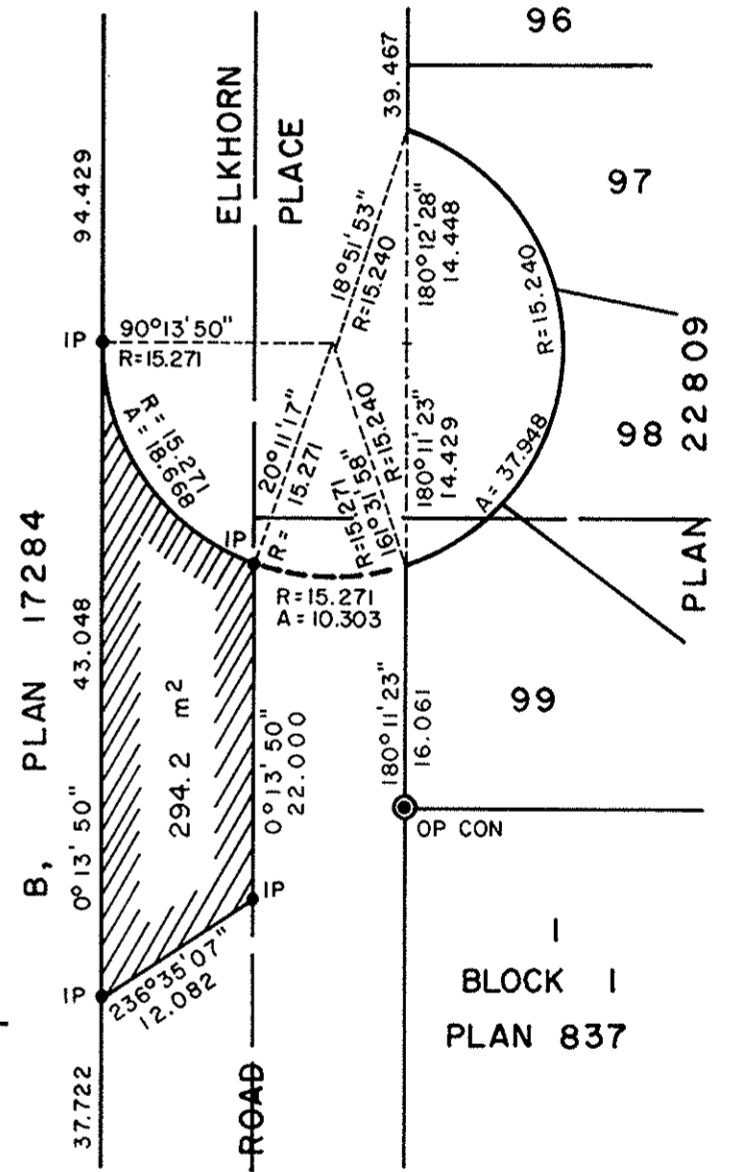 96
39.467
ELKHORN
PLACE
94.429
97
18°51'53"
R=15.240
180°12'28"
14.448
R=15.240
IP
90°13'50"
R=15.271
PLAN 22809
98
R=15.271
A=18.668
20°11'17"
R=15.271
R=15.240
161°31'58"
R=15.271
180°11'23"
14.429
A=37.948
IP
R=15.271
A=10.303
B, PLAN 17284
43.048
0°13'50"
294.2 m²
0°13'50"
22.000
180°11'23"
16.061
99
OP CON
IP
IP
236°35'07"
12.082
1
BLOCK 1
PLAN 837
37.722
ROAD